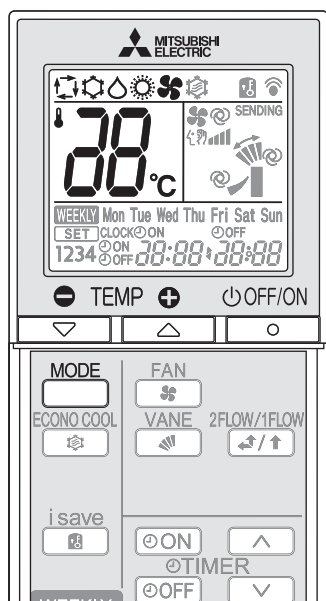 MITSUBISHI
ELECTRIC
SENDING
88°C
WEEKLY Mon Tue Wed Thu Fri Sat Sun
SET CLOCK ON OFF
1234 ON OFF 88:88 88:88
TEMP OFF/ON
MODE FAN
ECONO COOL VANE 2FLOW/1FLOW
i save
ON
TIMER
OFF
WEEKLY